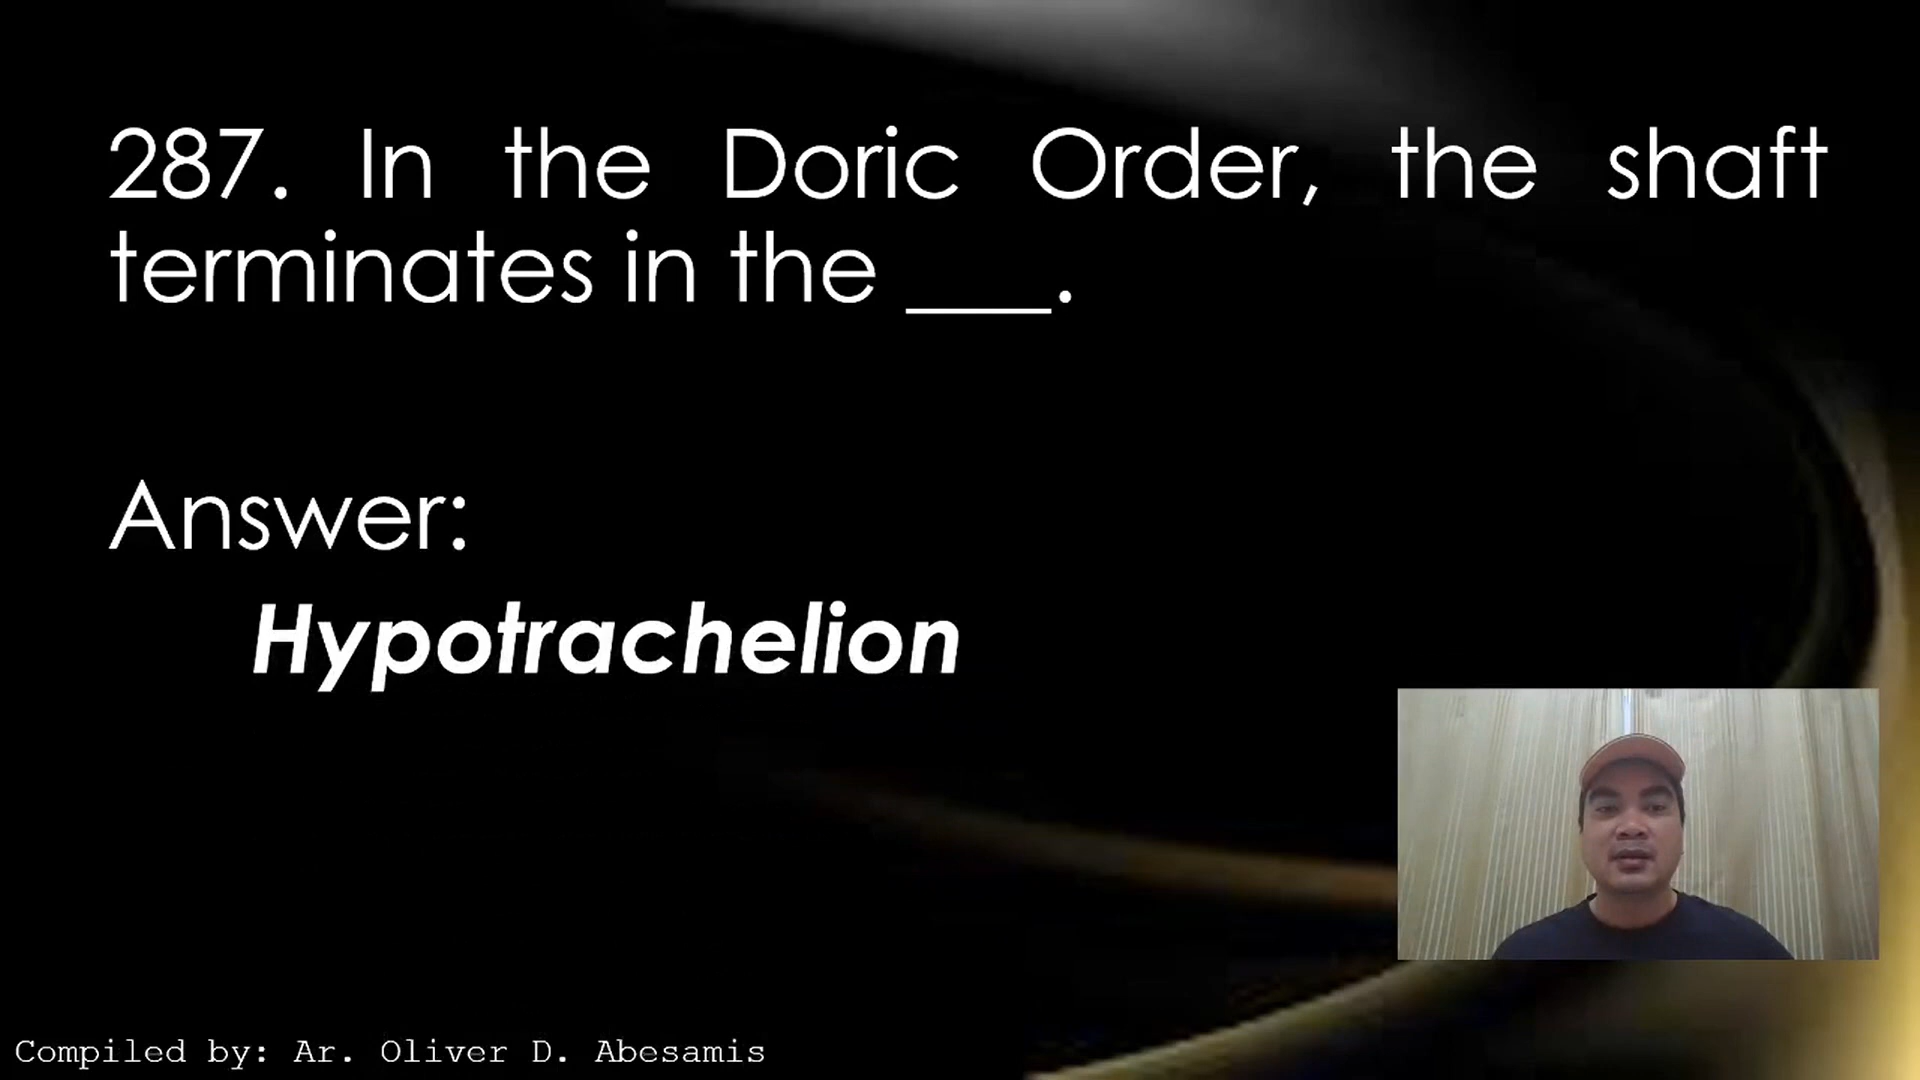 287. In the Doric Order, the shaft
terminates in the ___.
Answer:
Hypotrachelion
Compiled by: Ar. Oliver D. Abesamis